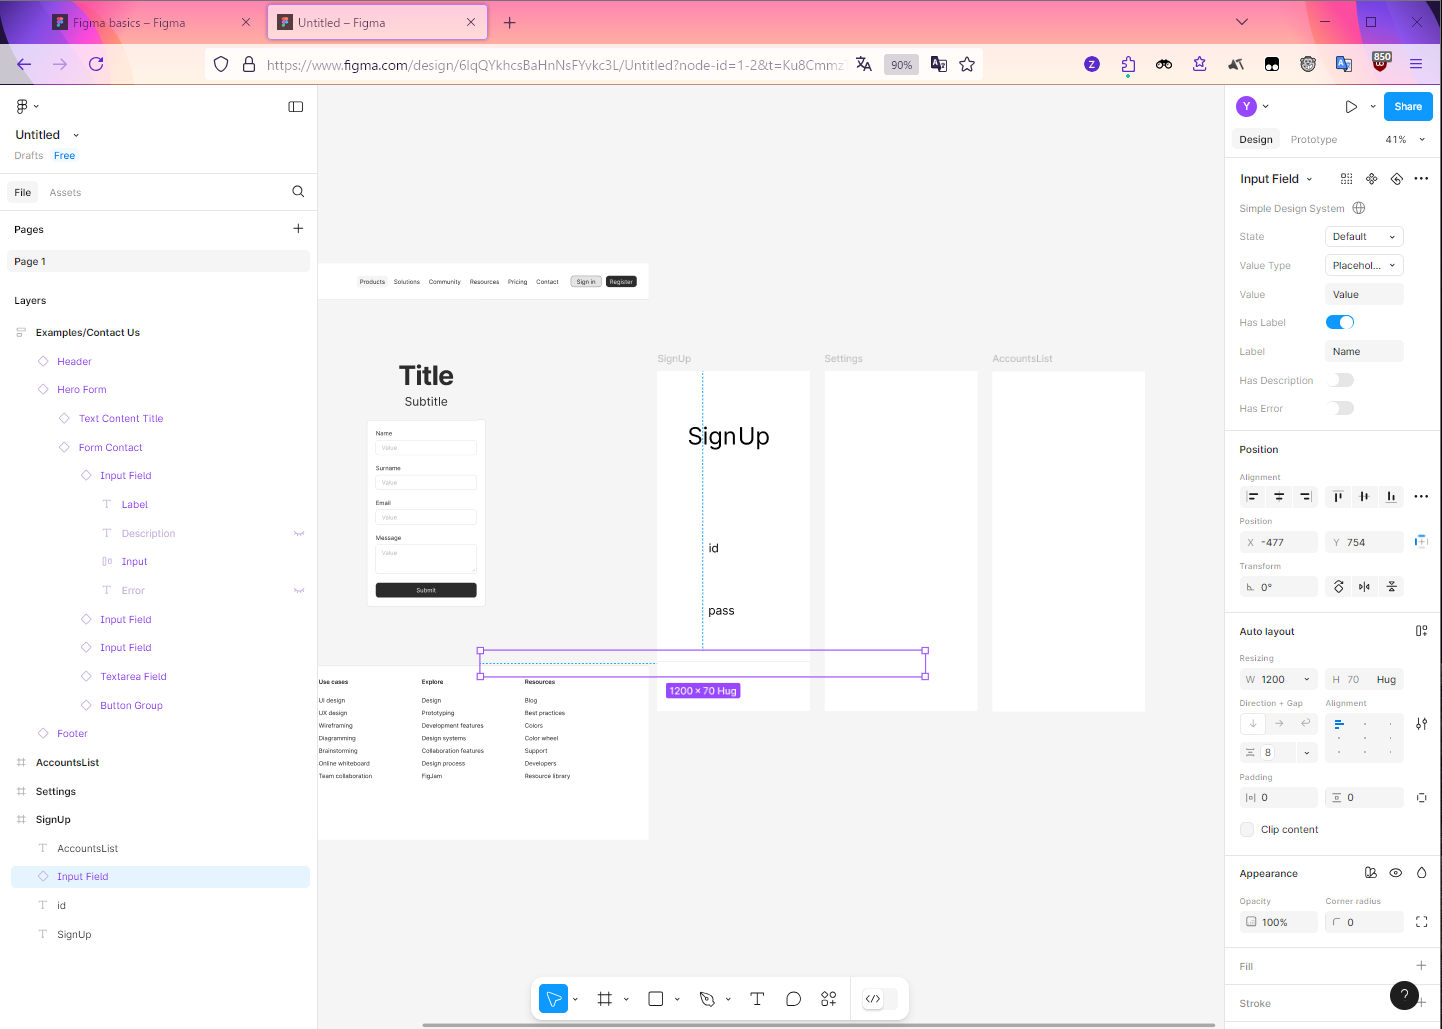 Figma basics – Figma
Untitled – Figma
https://www.figma.com/design/6lqQYkhcsBaHnNsFYvkc3L/Untitled?node-id=1-2&t=Ku8Cmmz
90%
Z
850
Untitled
Drafts Free
File Assets
Pages
Page 1
Layers
Examples/Contact Us
Header
Hero Form
Text Content Title
Form Contact
Input Field
Label
Description
Input
Error
Input Field
Input Field
Textarea Field
Button Group
Footer
AccountsList
Settings
SignUp
AccountsList
Input Field
id
SignUp
Products Solutions Community Resources Pricing Contact Sign in Register
Title
Subtitle
Name
Value
Surname
Value
Email
Value
Message
Value
Submit
Use cases
UI design
UX design
Wireframing
Diagramming
Brainstorming
Online whiteboard
Team collaboration
Explore
Design
Prototyping
Development features
Design systems
Collaboration features
Design process
FigJam
Resources
Blog
Best practices
Colors
Color wheel
Support
Developers
Resource library
SignUp
SignUp
id
pass
1200 × 70 Hug
Settings
AccountsList
Y
Share
Design Prototype 41%
Input Field
Simple Design System
State Default
Value Type Placehol...
Value Value
Has Label
Label Name
Has Description
Has Error
Position
Alignment
Position
X -477 Y 754
Transform
0°
Auto layout
Resizing
W 1200 H 70 Hug
Direction + Gap Alignment
8
Padding
0 0
Clip content
Appearance
Opacity Corner radius
100% 0
Fill
Stroke
?